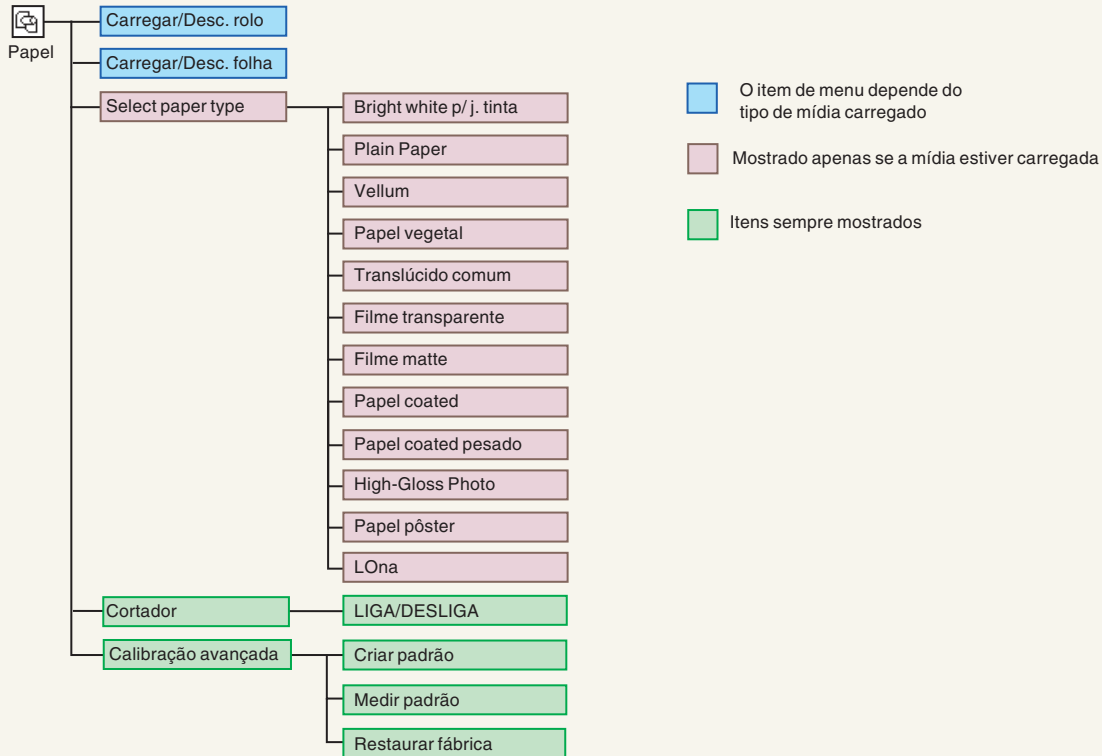 Papel
Carregar/Desc. rolo
Carregar/Desc. folha
Select paper type
Bright white p/ j. tinta
Plain Paper
Vellum
Papel vegetal
Translúcido comum
Filme transparente
Filme matte
Papel coated
Papel coated pesado
High-Gloss Photo
Papel pôster
LOna
Cortador
LIGA/DESLIGA
Calibração avançada
Criar padrão
Medir padrão
Restaurar fábrica
O item de menu depende do
tipo de mídia carregado
Mostrado apenas se a mídia estiver carregada
Itens sempre mostrados